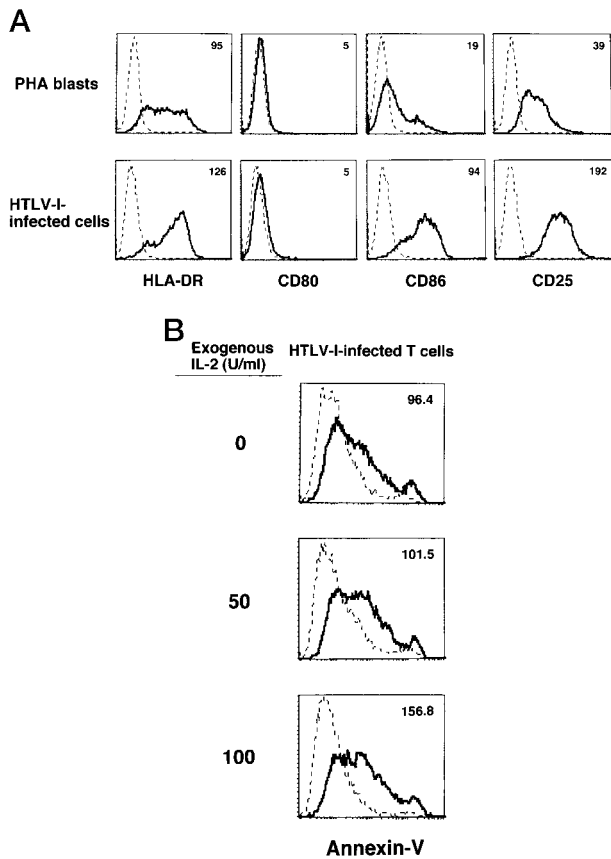 A
PHA blasts
95
5
19
39
HTLV-I-
infected cells
126
5
94
192
HLA-DR
CD80
CD86
CD25
B
Exogenous
IL-2 (U/ml)
HTLV-I-infected T cells
0
96.4
50
101.5
100
156.8
Annexin-V